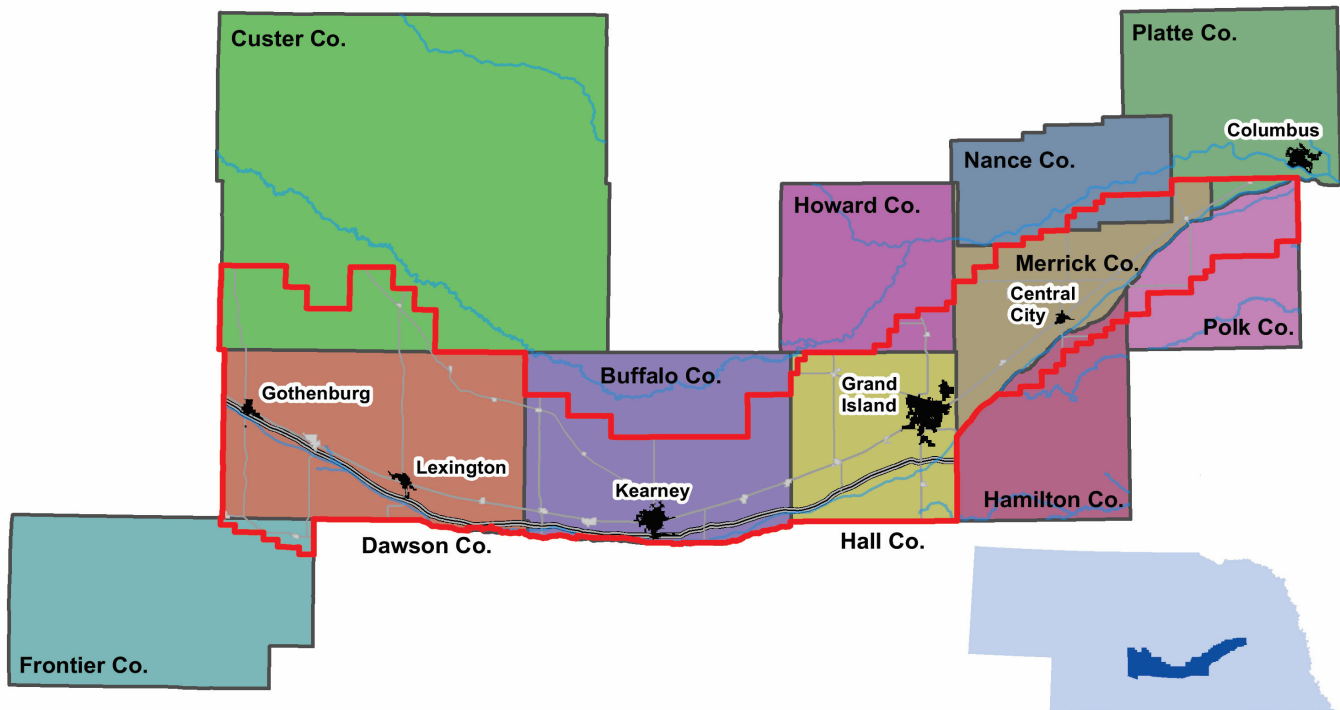 Custer Co.
Platte Co.
Columbus
Nance Co.
Howard Co.
Merrick Co.
Central
City
Polk Co.
Buffalo Co.
Grand
Island
Gothenburg
Lexington
Kearney
Hamilton Co.
Dawson Co.
Hall Co.
Frontier Co.